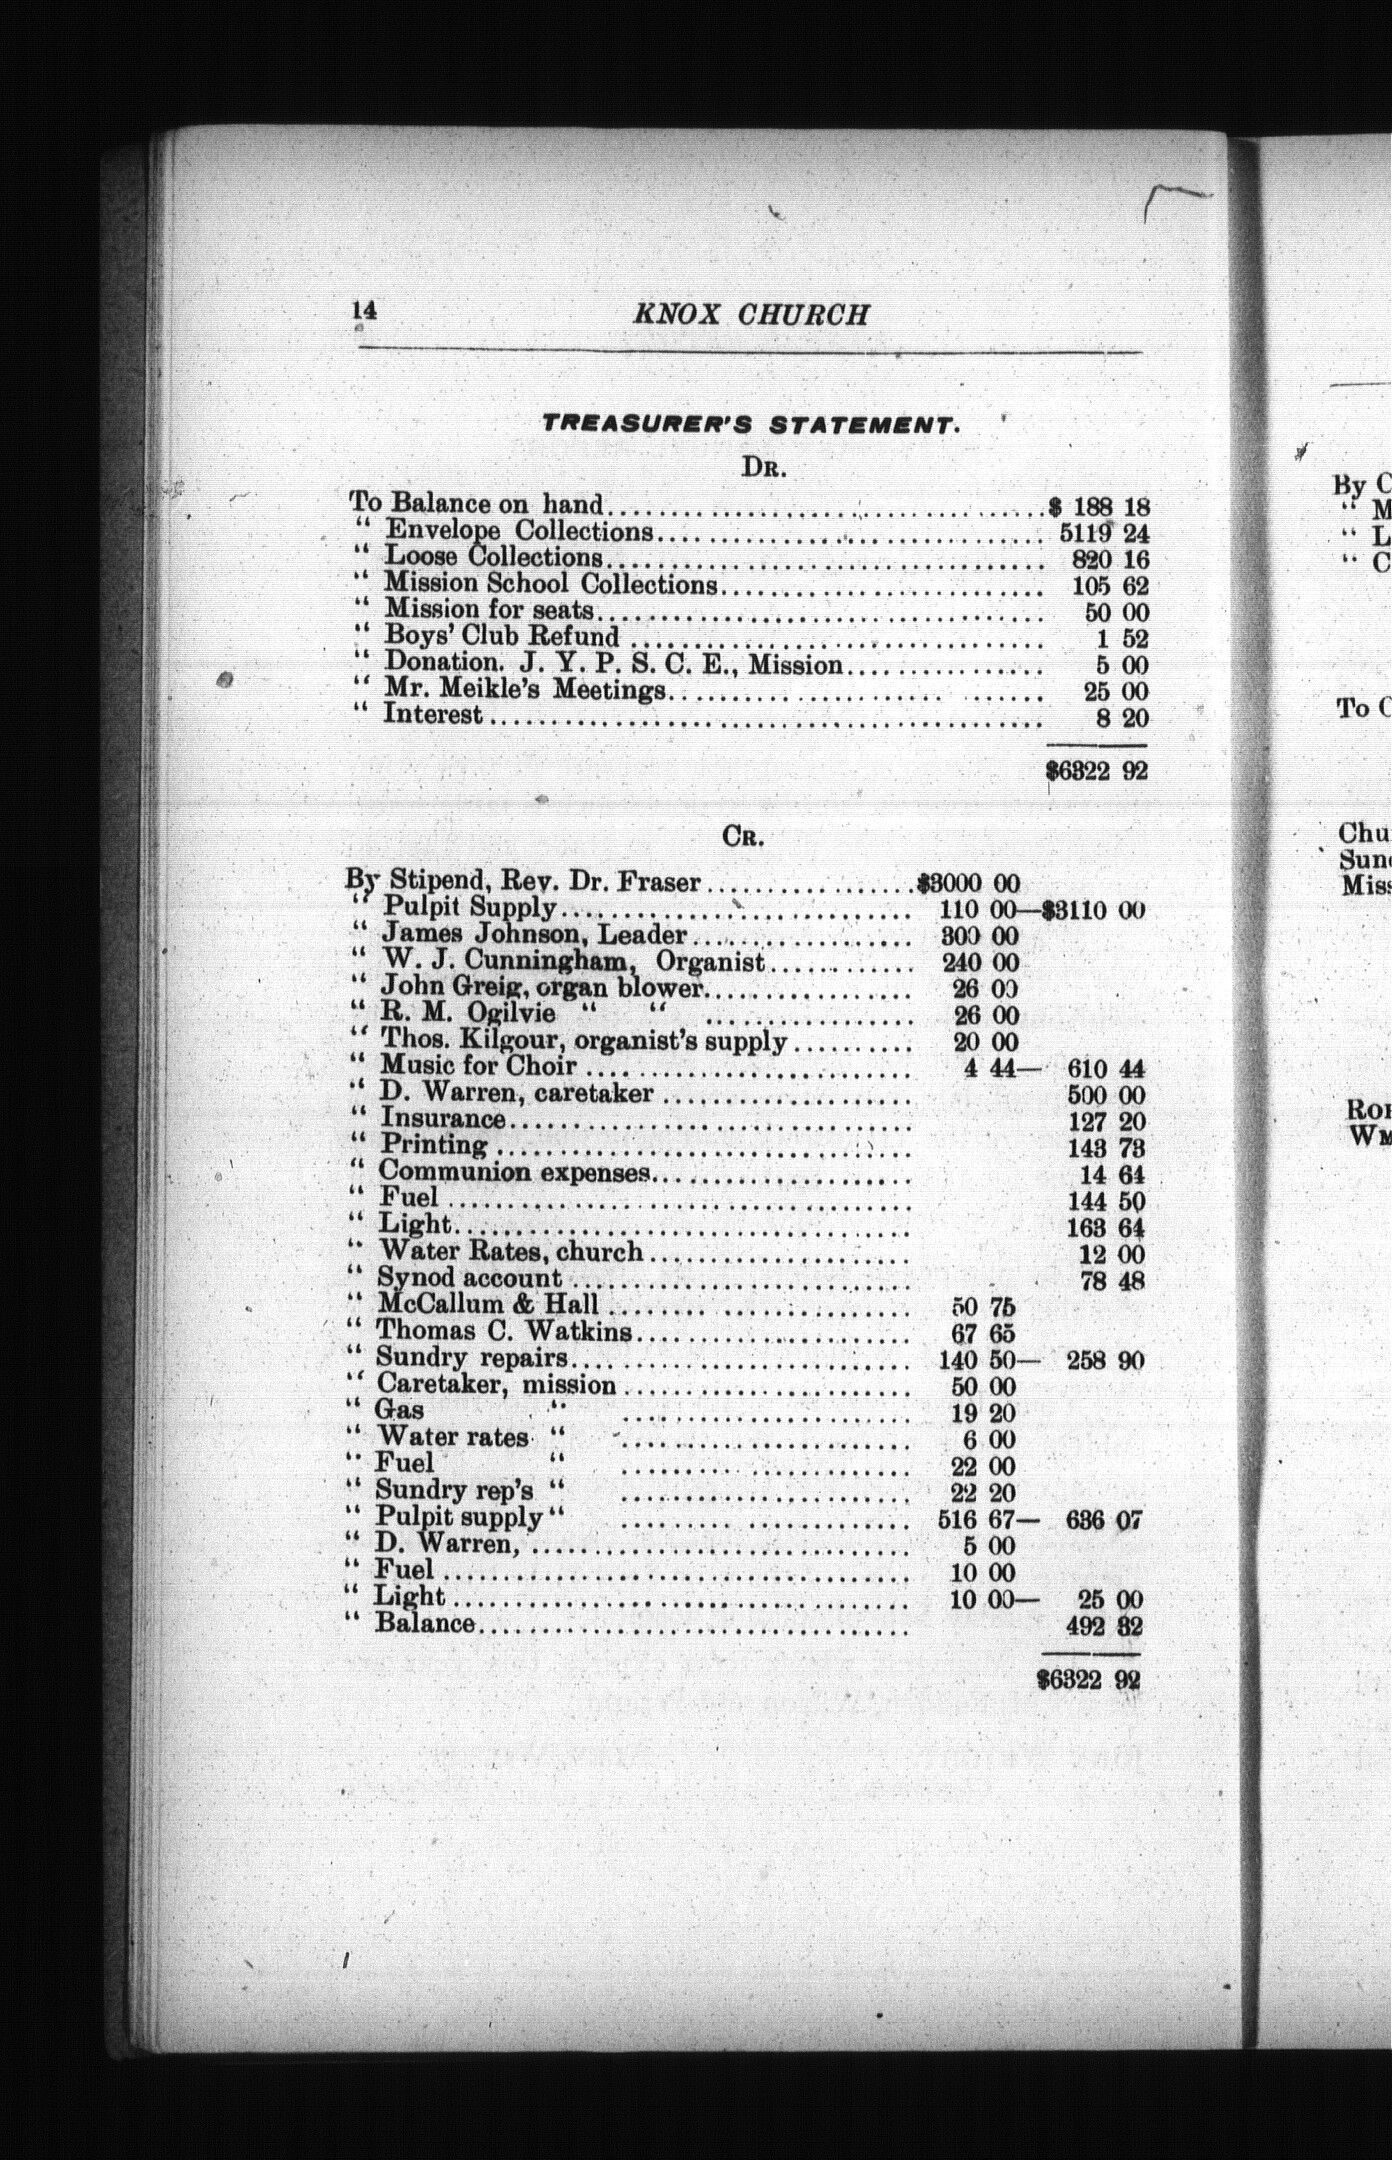 14 KNOX CHURCH
TREASURER'S STATEMENT.
DR.
To Balance on hand........ $ 188 18
“ Envelope Collections........ 5119 24
“ Loose Collections........ 820 16
“ Mission School Collections........ 105 62
“ Mission for seats........ 50 00
“ Boys' Club Refund ........ 1 52
“ Donation. J. Y. P. S. C. E., Mission........ 5 00
“ Mr. Meikle's Meetings........ 25 00
“ Interest ........ 8 20
$6322 92
CR.
By Stipend, Rev. Dr. Fraser ........ $3000 00
“ Pulpit Supply........ 110 00—$3110 00
“ James Johnson, Leader ........ 300 00
“ W. J. Cunningham, Organist........ 240 00
“ John Greig, organ blower........ 26 00
“ R. M. Ogilvie “ “ ........ 26 00
“ Thos. Kilgour, organist's supply ........ 20 00
“ Music for Choir ........ 4 44— 610 44
“ D. Warren, caretaker ........ 500 00
“ Insurance........ 127 20
“ Printing ........ 143 73
“ Communion expenses........ 14 64
“ Fuel ........ 144 50
“ Light........ 163 64
“ Water Rates, church ........ 12 00
“ Synod account ........ 78 48
“ McCallum & Hall ........ 50 75
“ Thomas C. Watkins........ 67 65
“ Sundry repairs........ 140 50— 258 90
“ Caretaker, mission ........ 50 00
“ Gas “ ........ 19 20
“ Water rates “ ........ 6 00
“ Fuel “ ........ 22 00
“ Sundry rep's “ ........ 22 20
“ Pulpit supply “ ........ 516 67— 636 07
“ D. Warren, ........ 5 00
“ Fuel ........ 10 00
“ Light ........ 10 00— 25 00
“ Balance........ 492 32
$6322 92
By C
“ M
“ L
“ C
To C
Chu
Sun
Miss